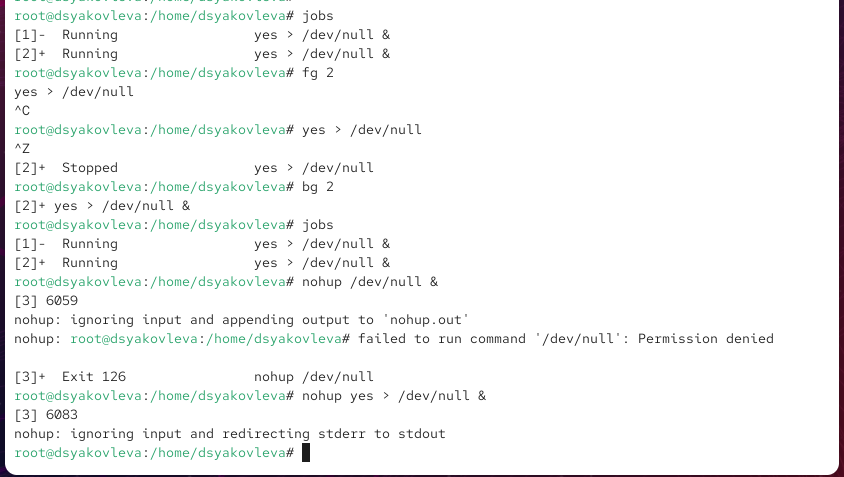 root@dsyakovleva:/home/dsyakovleva# jobs
[1]-  Running                 yes > /dev/null &
[2]+  Running                 yes > /dev/null &
root@dsyakovleva:/home/dsyakovleva# fg 2
yes > /dev/null
^C
root@dsyakovleva:/home/dsyakovleva# yes > /dev/null
^Z
[2]+  Stopped                 yes > /dev/null
root@dsyakovleva:/home/dsyakovleva# bg 2
[2]+ yes > /dev/null &
root@dsyakovleva:/home/dsyakovleva# jobs
[1]-  Running                 yes > /dev/null &
[2]+  Running                 yes > /dev/null &
root@dsyakovleva:/home/dsyakovleva# nohup /dev/null &
[3] 6059
nohup: ignoring input and appending output to 'nohup.out'
nohup: root@dsyakovleva:/home/dsyakovleva# failed to run command '/dev/null': Permission denied

[3]+  Exit 126                nohup /dev/null
root@dsyakovleva:/home/dsyakovleva# nohup yes > /dev/null &
[3] 6083
nohup: ignoring input and redirecting stderr to stdout
root@dsyakovleva:/home/dsyakovleva#